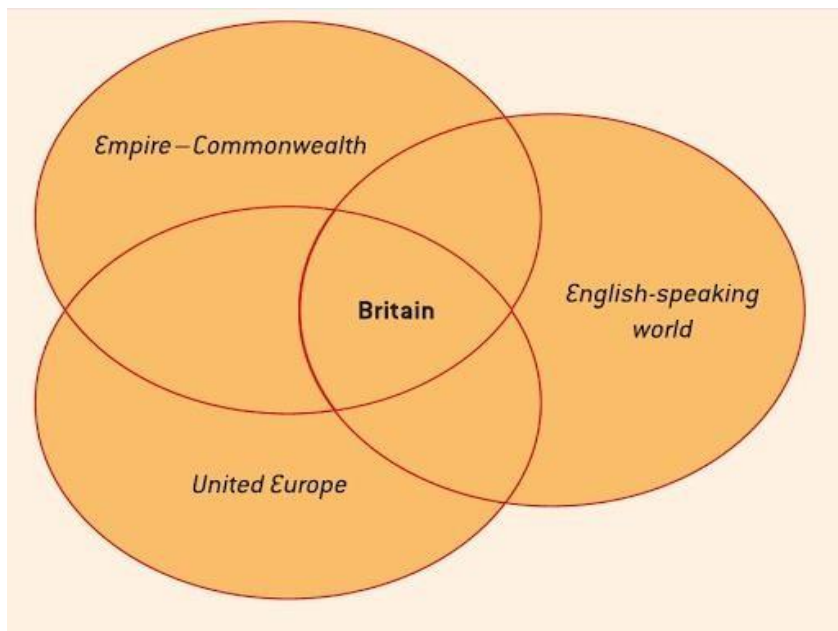 Empire–Commonwealth
Britain
English-speaking
world
United Europe